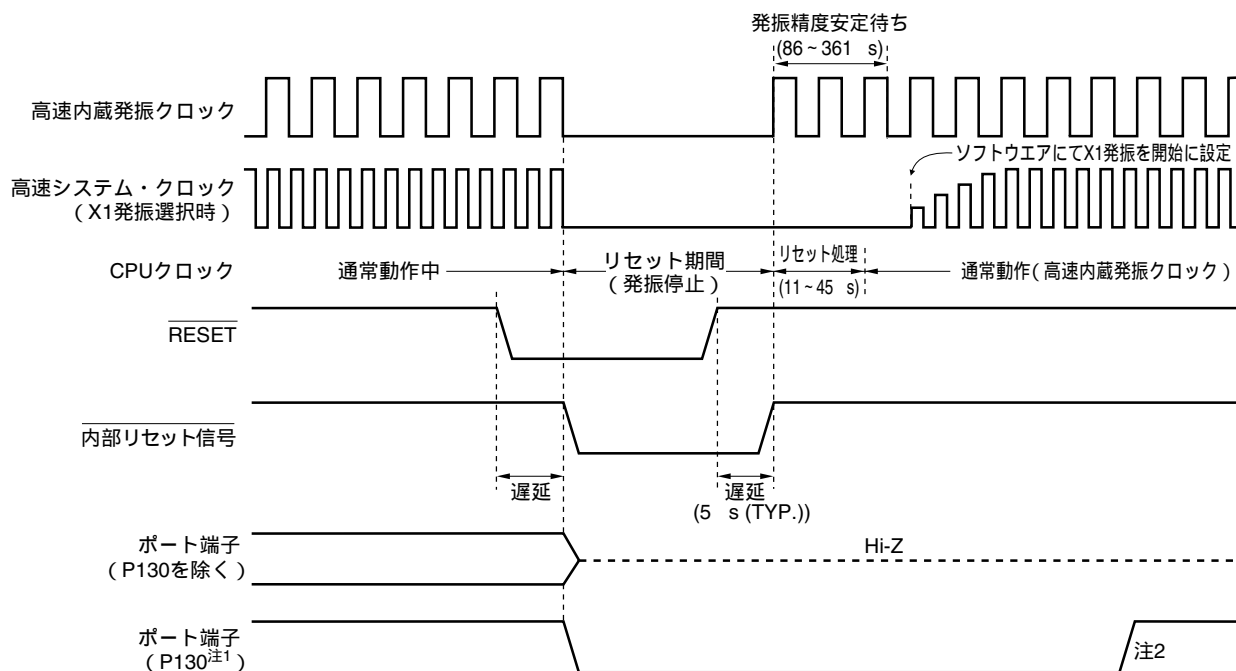 発振精度安定待ち
(86~361 s)
高速内蔵発振クロック
ソフトウエアにてX1発振を開始に設定
高速システム・クロック
(X1発振選択時)
CPUクロック
通常動作中
リセット期間
(発振停止)
リセット処理
(11~45 s)
通常動作(高速内蔵発振クロック)
RESET
内部リセット信号
遅延
遅延
(5 s (TYP.))
ポート端子
(P130を除く)
Hi-Z
ポート端子
(P130注1)
注2